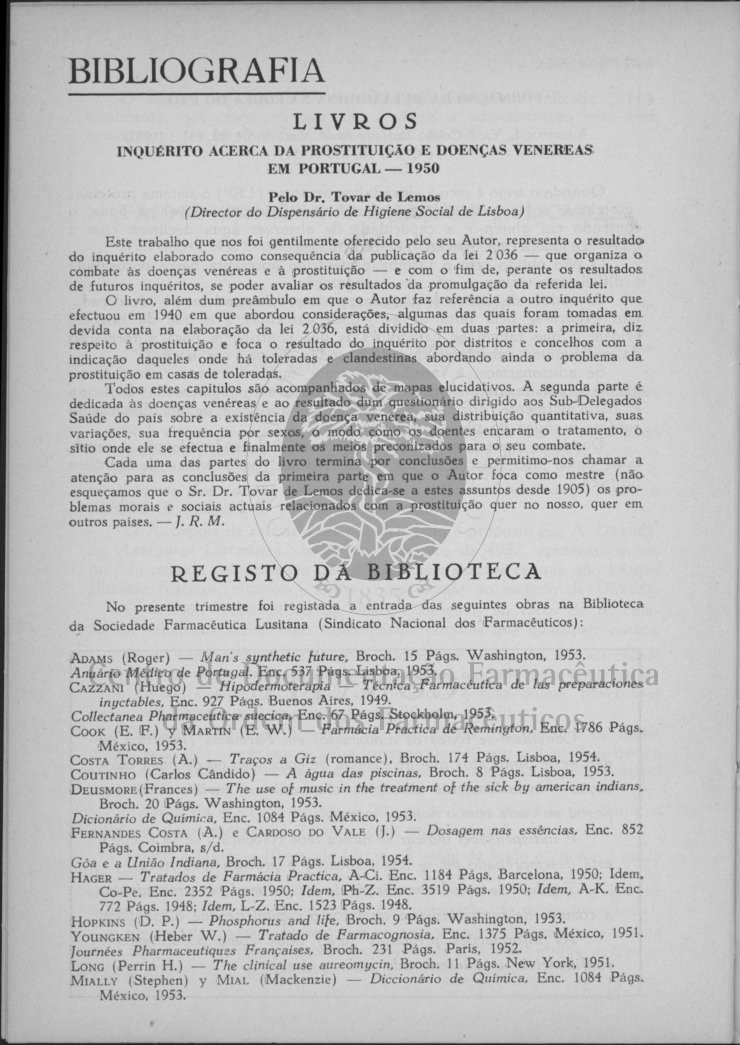 BIBLIOGRAFIA
LIVROS
INQUÉRITO ACERCA DA PROSTITUIÇÃO E DOENÇAS VENEREAS
EM PORTUGAL — 1950
Pelo Dr. Tovar de Lemos
(Director do Dispensário de Higiene Social de Lisboa)
Este trabalho que nos foi gentilmente oferecido pelo seu Autor, representa o resultado
do inquérito elaborado como consequência da publicação da lei 2 036 — que organiza o
combate às doenças venéreas e à prostituição — e com o fim de, perante os resultados
de futuros inquéritos, se poder avaliar os resultados da promulgação da referida lei.
O livro, além dum preâmbulo em que o Autor faz referência a outro inquérito que
efectuou em 1940 em que abordou considerações, algumas das quais foram tomadas em
devida conta na elaboração da lei 2.036, está dividido em duas partes: a primeira, diz
respeito à prostituição e foca o resultado do inquérito por distritos e concelhos com a
indicação daqueles onde há toleradas e clandestinas abordando ainda o problema da
prostituição em casas de toleradas.
Todos estes capítulos são acompanhados de mapas elucidativos. A segunda parte é
dedicada às doenças venéreas e ao resultado dum questionário dirigido aos Sub-Delegados
Saúde do país sobre a existência da doença venérea, sua distribuição quantitativa, suas
variações, sua frequência por sexos, o modo como os doentes encaram o tratamento, o
sítio onde ele se efectua e finalmente os meios preconizados para o seu combate.
Cada uma das partes do livro termina por conclusões e permitimo-nos chamar a
atenção para as conclusões da primeira parte em que o Autor foca como mestre (não
esqueçamos que o Sr. Dr. Tovar de Lemos dedica-se a estes assuntos desde 1905) os pro-
blemas morais e sociais actuais relacionados com a prostituição quer no nosso, quer em
outros países. — J. R. M.
REGISTO DA BIBLIOTECA
1835
No presente trimestre foi registada a entrada das seguintes obras na Biblioteca
da Sociedade Farmacêutica Lusitana (Sindicato Nacional dos Farmacêuticos):
ADAMS (Roger) — Man's synthetic future, Broch. 15 Págs. Washington, 1953.
Anuário Médico de Portugal. Enc. 537 Págs. Lisboa, 1953.
Centro de Documentação Farmacêutica
CAZZANI (Huego) — Hipodermoterapia — Técnica Farmacéutica de las preparaciones
inyctables, Enc. 927 Págs. Buenos Aires, 1949.
Collectanea Pharmaceutica suecica, Enc. 67 Págs. Stockholm, 1953.
da Ordem dos Farmacêuticos
COOK (E. F.) y MARTIN (E. W.) — Farmácia Practica de Remington, Enc. 1786 Págs.
México, 1953.
COSTA TORRES (A.) — Traços a Giz (romance), Broch. 174 Págs. Lisboa, 1954.
COUTINHO (Carlos Cândido) — A água das piscinas, Broch. 8 Págs. Lisboa, 1953.
DEUSMORE (Frances) — The use of music in the treatment of the sick by american indians,
Broch. 20 Págs. Washington, 1953.
Dicionário de Química, Enc. 1084 Págs. México, 1953.
FERNANDES COSTA (A.) e CARDOSO DO VALE (J.) — Dosagem nas essências, Enc. 852
Págs. Coimbra, s/d.
Gôa e a União Indiana, Broch. 17 Págs. Lisboa, 1954.
HAGER — Tratados de Farmácia Practica, A-Ci. Enc. 1184 Págs. Barcelona, 1950; Idem,
Co-Pe, Enc. 2352 Págs. 1950; Idem, Ph-Z. Enc. 3519 Págs. 1950; Idem, A-K. Enc.
772 Págs. 1948; Idem, L-Z. Enc. 1523 Págs. 1948.
HOPKINS (D. P.) — Phosphorus and life, Broch. 9 Págs. Washington, 1953.
YOUNGKEN (Heber W.) — Tratado de Farmacognosia, Enc. 1375 Págs. México, 1951.
Journées Pharmaceutiques Françaises, Broch. 231 Págs. Paris, 1952.
LONG (Perrin H.) — The clinical use aureomycin, Broch. 11 Págs. New York, 1951.
MIALLY (Stephen) y MIAL (Mackenzie) — Diccionário de Química, Enc. 1084 Págs.
México, 1953.